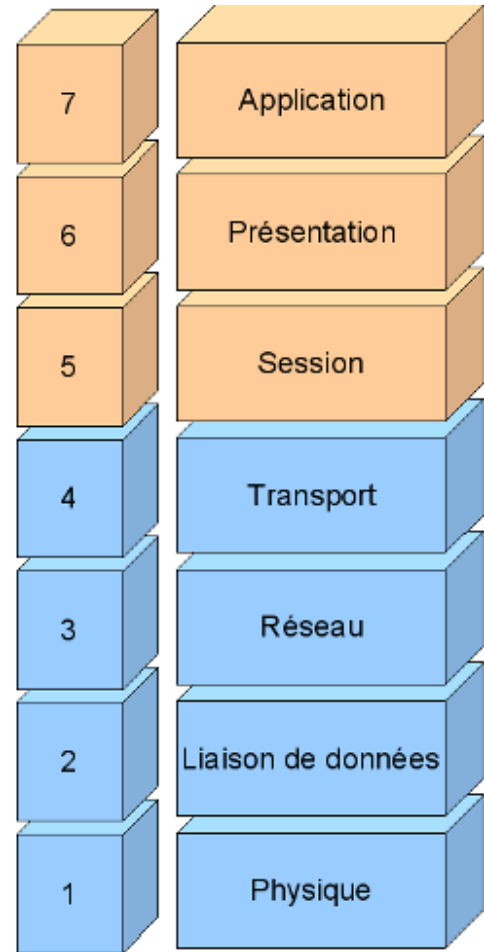 7 Application
6 Présentation
5 Session
4 Transport
3 Réseau
2 Liaison de données
1 Physique